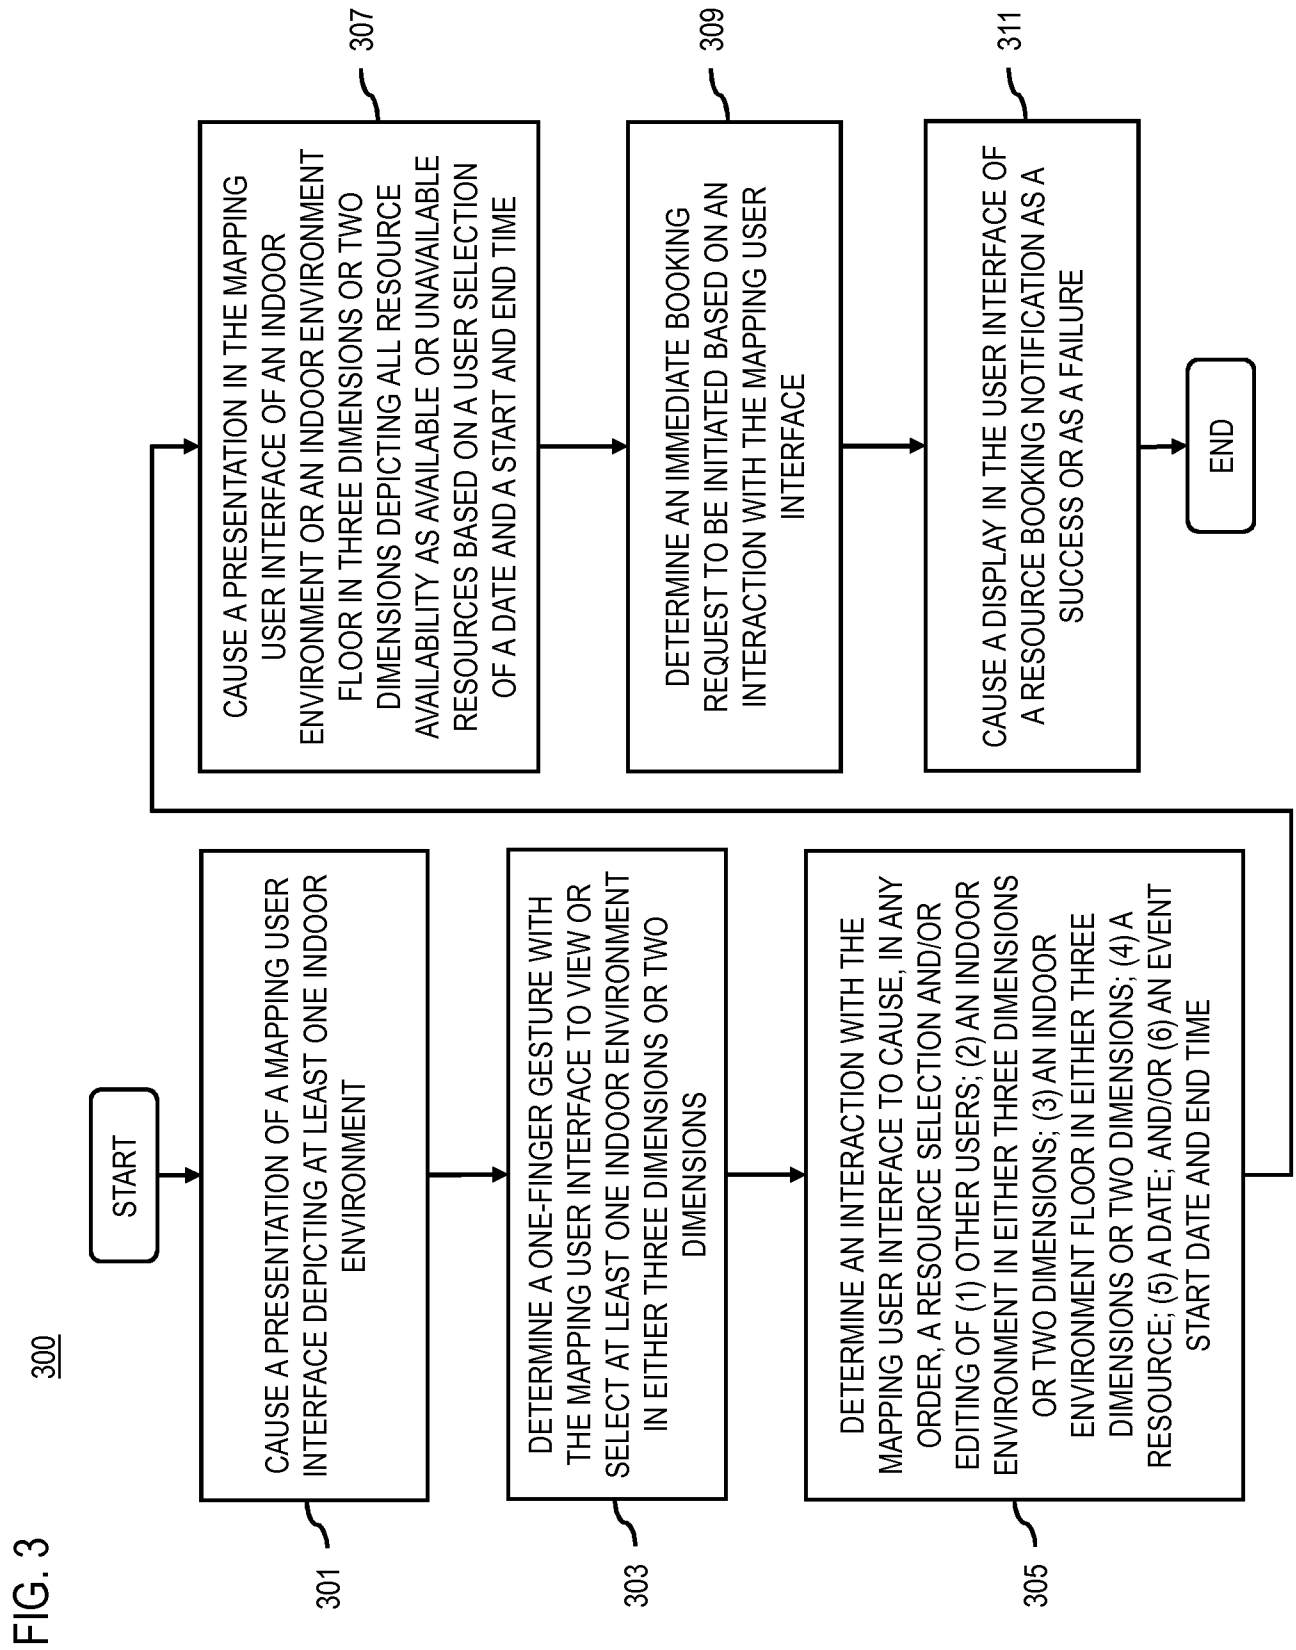 FIG. 3
300
START
CAUSE A PRESENTATION OF A MAPPING USER
INTERFACE DEPICTING AT LEAST ONE INDOOR
ENVIRONMENT
301
DETERMINE A ONE-FINGER GESTURE WITH
THE MAPPING USER INTERFACE TO VIEW OR
SELECT AT LEAST ONE INDOOR ENVIRONMENT
IN EITHER THREE DIMENSIONS OR TWO
DIMENSIONS
303
DETERMINE AN INTERACTION WITH THE
MAPPING USER INTERFACE TO CAUSE, IN ANY
ORDER, A RESOURCE SELECTION AND/OR
EDITING OF (1) OTHER USERS; (2) AN INDOOR
ENVIRONMENT IN EITHER THREE DIMENSIONS
OR TWO DIMENSIONS; (3) AN INDOOR
ENVIRONMENT FLOOR IN EITHER THREE
DIMENSIONS OR TWO DIMENSIONS; (4) A
RESOURCE; (5) A DATE; AND/OR (6) AN EVENT
START DATE AND END TIME
305
CAUSE A PRESENTATION IN THE MAPPING
USER INTERFACE OF AN INDOOR
ENVIRONMENT OR AN INDOOR ENVIRONMENT
FLOOR IN THREE DIMENSIONS OR TWO
DIMENSIONS DEPICTING ALL RESOURCE
AVAILABILITY AS AVAILABLE OR UNAVAILABLE
RESOURCES BASED ON A USER SELECTION
OF A DATE AND A START AND END TIME
307
DETERMINE AN IMMEDIATE BOOKING
REQUEST TO BE INITIATED BASED ON AN
INTERACTION WITH THE MAPPING USER
INTERFACE
309
CAUSE A DISPLAY IN THE USER INTERFACE OF
A RESOURCE BOOKING NOTIFICATION AS A
SUCCESS OR AS A FAILURE
311
END